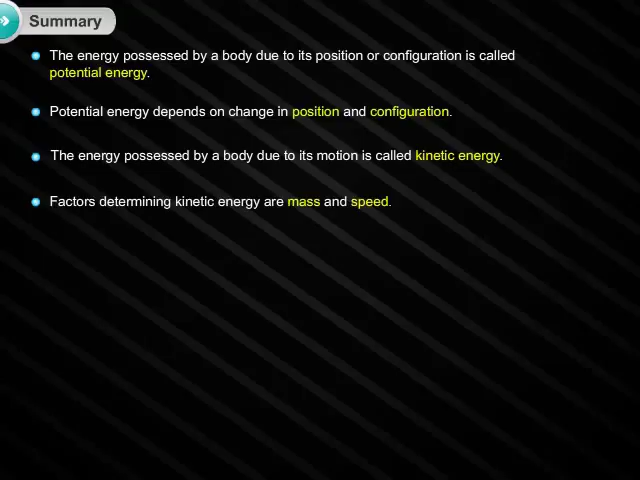 Summary
The energy possessed by a body due to its position or configuration is called
potential energy.
Potential energy depends on change in position and configuration.
The energy possessed by a body due to its motion is called kinetic energy.
Factors determining kinetic energy are mass and speed.